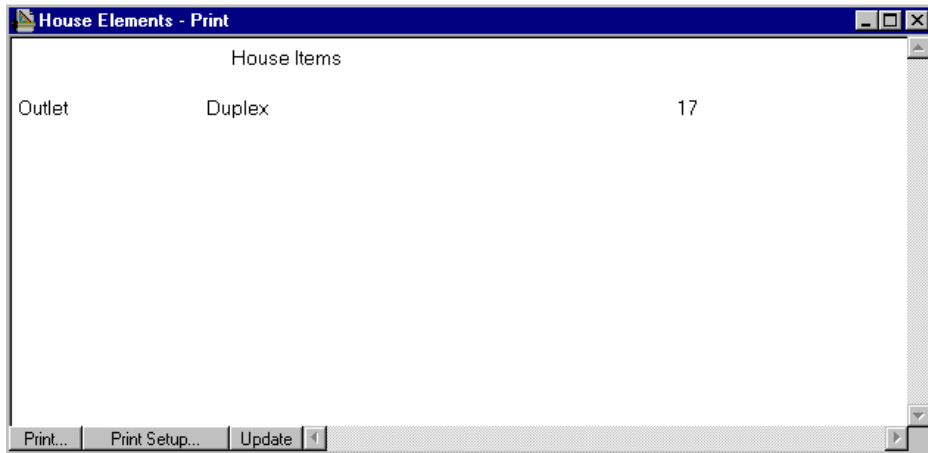 House Elements - Print
House Items
Outlet Duplex 17
Print... Print Setup... Update